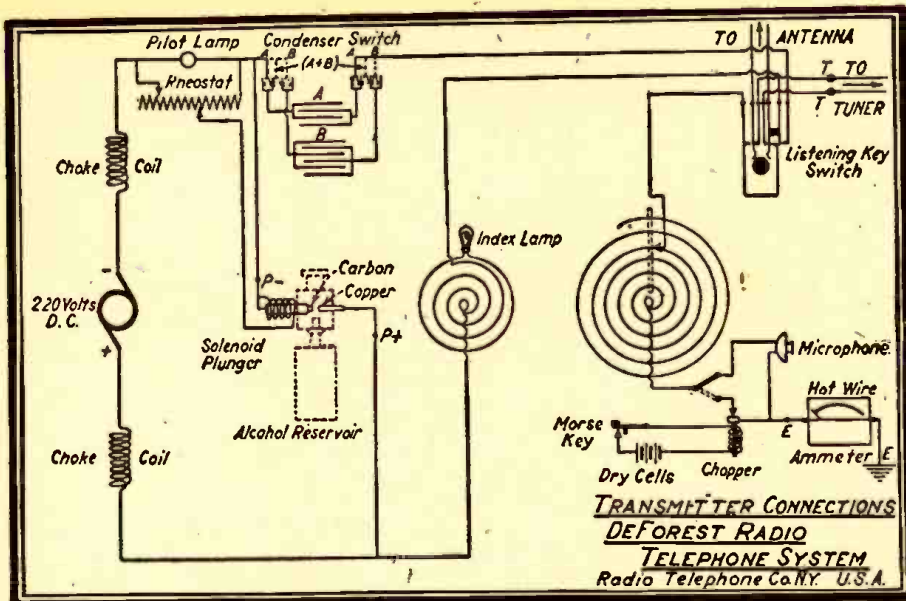 TO ANTENNA
Pilot Lamp
Condenser Switch
A B (A+B) A B
T TO
T TUNER
Rheostat
A
B
Listening Key
Switch
Choke Coil
Index Lamp
P-
Carbon
Copper
-
220 Volts
D.C.
+
P+
Solenoid
Plunger
Microphone
Hot Wire
Morse
Key
Alcohol Reservoir
E
Choke Coil
Dry Cells
Chopper
Ammeter
E
TRANSMITTER CONNECTIONS
DEFOREST RADIO
TELEPHONE SYSTEM
Radio Telephone Co. N.Y. U.S.A.